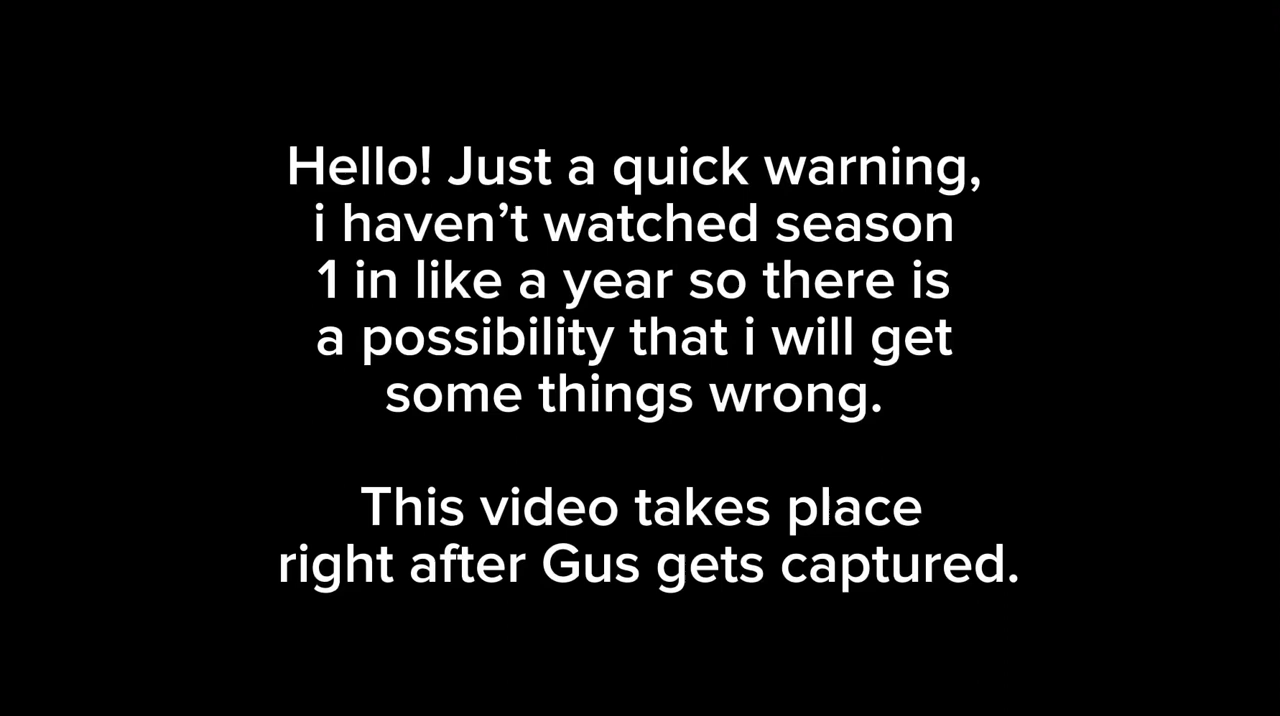 Hello! Just a quick warning,
i haven’t watched season
1 in like a year so there is
a possibility that i will get
some things wrong.
This video takes place
right after Gus gets captured.